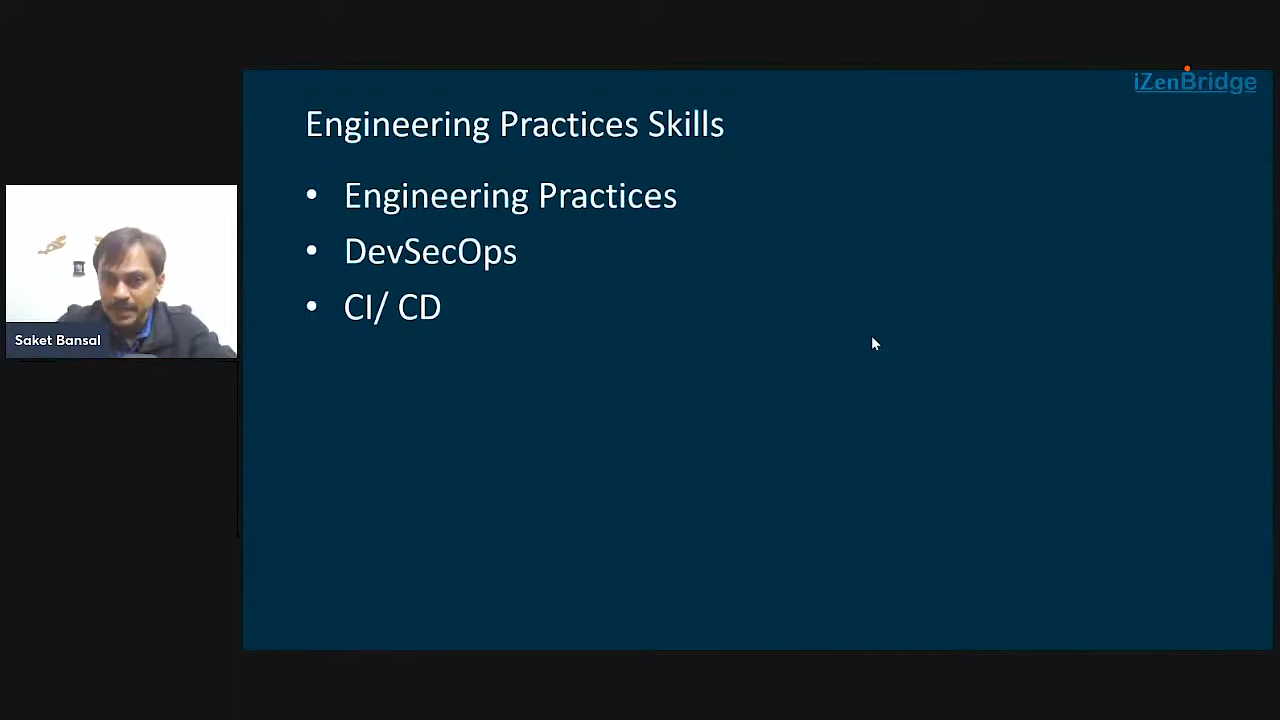 iZenBridge
Engineering Practices Skills
• Engineering Practices
• DevSecOps
• CI/ CD
Saket Bansal